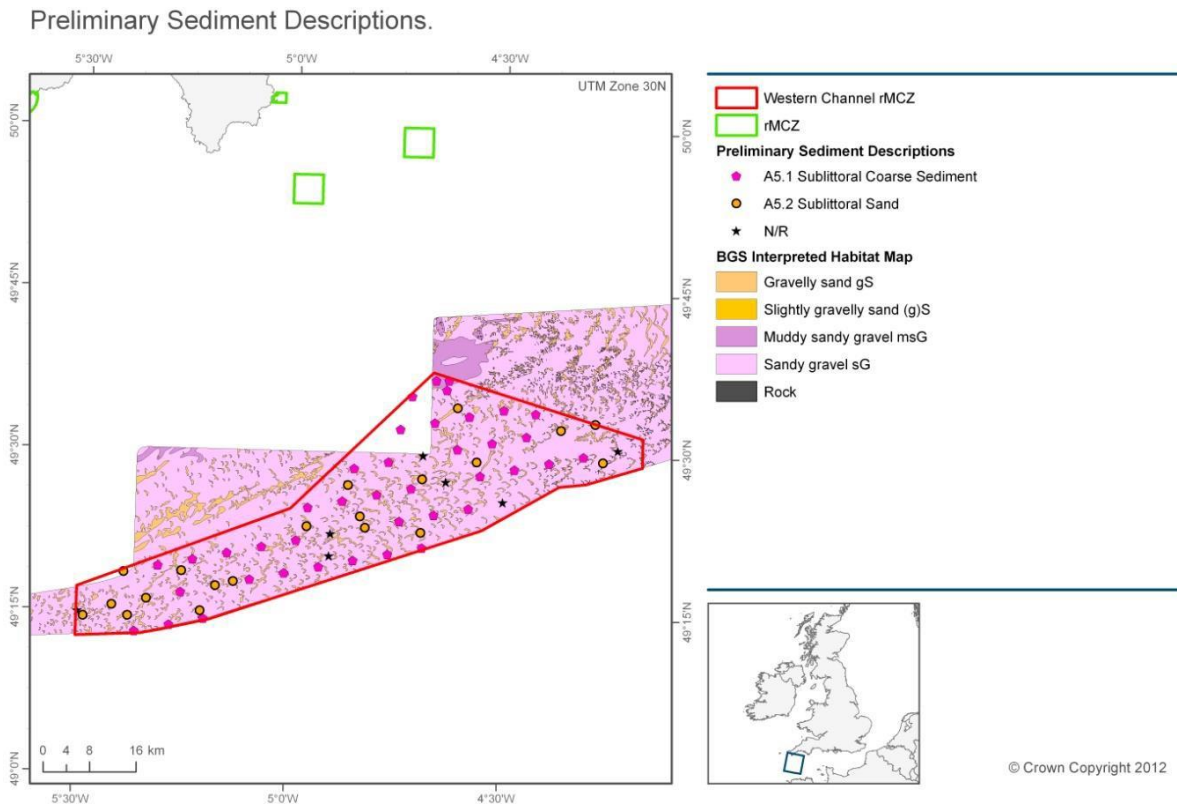 Preliminary Sediment Descriptions.
5°30'W 5°0'W 4°30'W
UTM Zone 30N
50°0'N
50°0'N
49°45'N
49°45'N
49°30'N
49°30'N
49°15'N
49°15'N
49°0'N
0 4 8 16 km
5°30'W 5°0'W 4°30'W
Western Channel rMCZ
rMCZ
Preliminary Sediment Descriptions
A5.1 Sublittoral Coarse Sediment
A5.2 Sublittoral Sand
N/R
BGS Interpreted Habitat Map
Gravelly sand gS
Slightly gravelly sand (g)S
Muddy sandy gravel msG
Sandy gravel sG
Rock
© Crown Copyright 2012